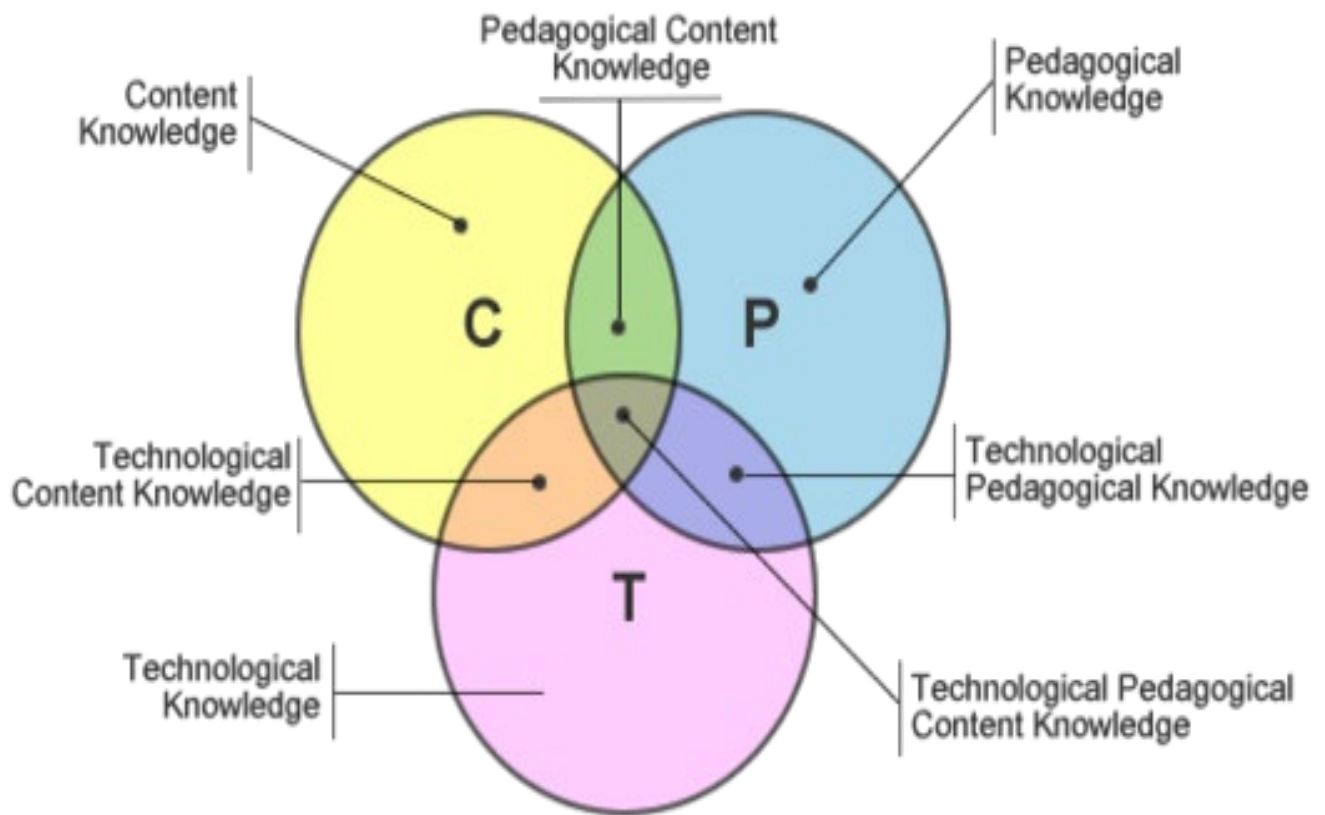 Pedagogical Content
Knowledge
Pedagogical
Knowledge
Content
Knowledge
C
P
Technological
Content Knowledge
Technological
Pedagogical Knowledge
T
Technological
Knowledge
Technological Pedagogical
Content Knowledge